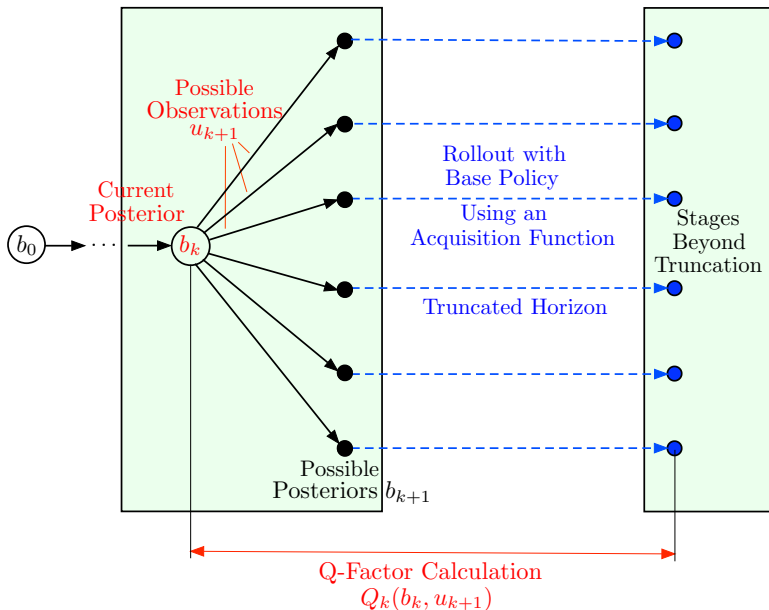 Possible
Observations
u_{k+1}
Current
Posterior
b_0
···
b_k
Rollout with
Base Policy
Using an
Acquisition Function
Truncated Horizon
Stages
Beyond
Truncation
Possible
Posteriors b_{k+1}
Q-Factor Calculation
Q_k(b_k, u_{k+1})